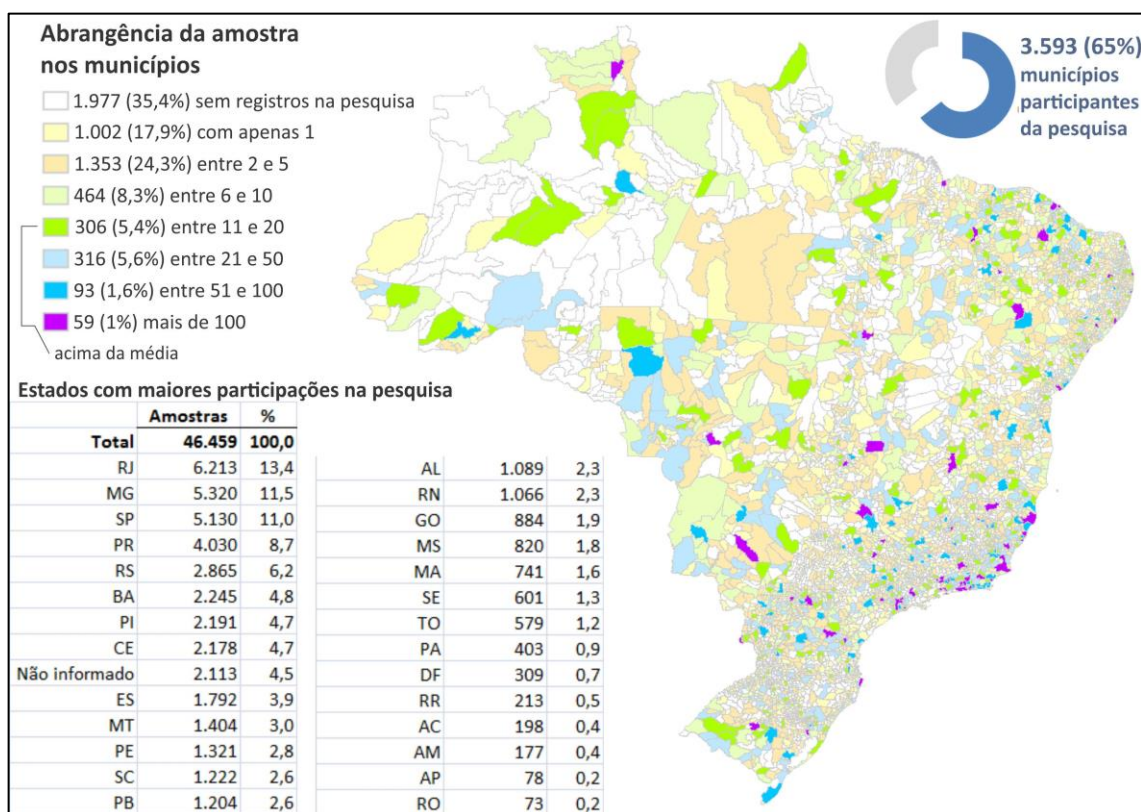 Abrangência da amostra
nos municípios
1.977 (35,4%) sem registros na pesquisa
1.002 (17,9%) com apenas 1
1.353 (24,3%) entre 2 e 5
464 (8,3%) entre 6 e 10
306 (5,4%) entre 11 e 20
316 (5,6%) entre 21 e 50
93 (1,6%) entre 51 e 100
59 (1%) mais de 100
acima da média
3.593 (65%)
municípios
participantes
da pesquisa
Estados com maiores participações na pesquisa
Amostras %
Total 46.459 100,0
RJ 6.213 13,4
MG 5.320 11,5
SP 5.130 11,0
PR 4.030 8,7
RS 2.865 6,2
BA 2.245 4,8
PI 2.191 4,7
CE 2.178 4,7
Não informado 2.113 4,5
ES 1.792 3,9
MT 1.404 3,0
PE 1.321 2,8
SC 1.222 2,6
PB 1.204 2,6
AL 1.089 2,3
RN 1.066 2,3
GO 884 1,9
MS 820 1,8
MA 741 1,6
SE 601 1,3
TO 579 1,2
PA 403 0,9
DF 309 0,7
RR 213 0,5
AC 198 0,4
AM 177 0,4
AP 78 0,2
RO 73 0,2